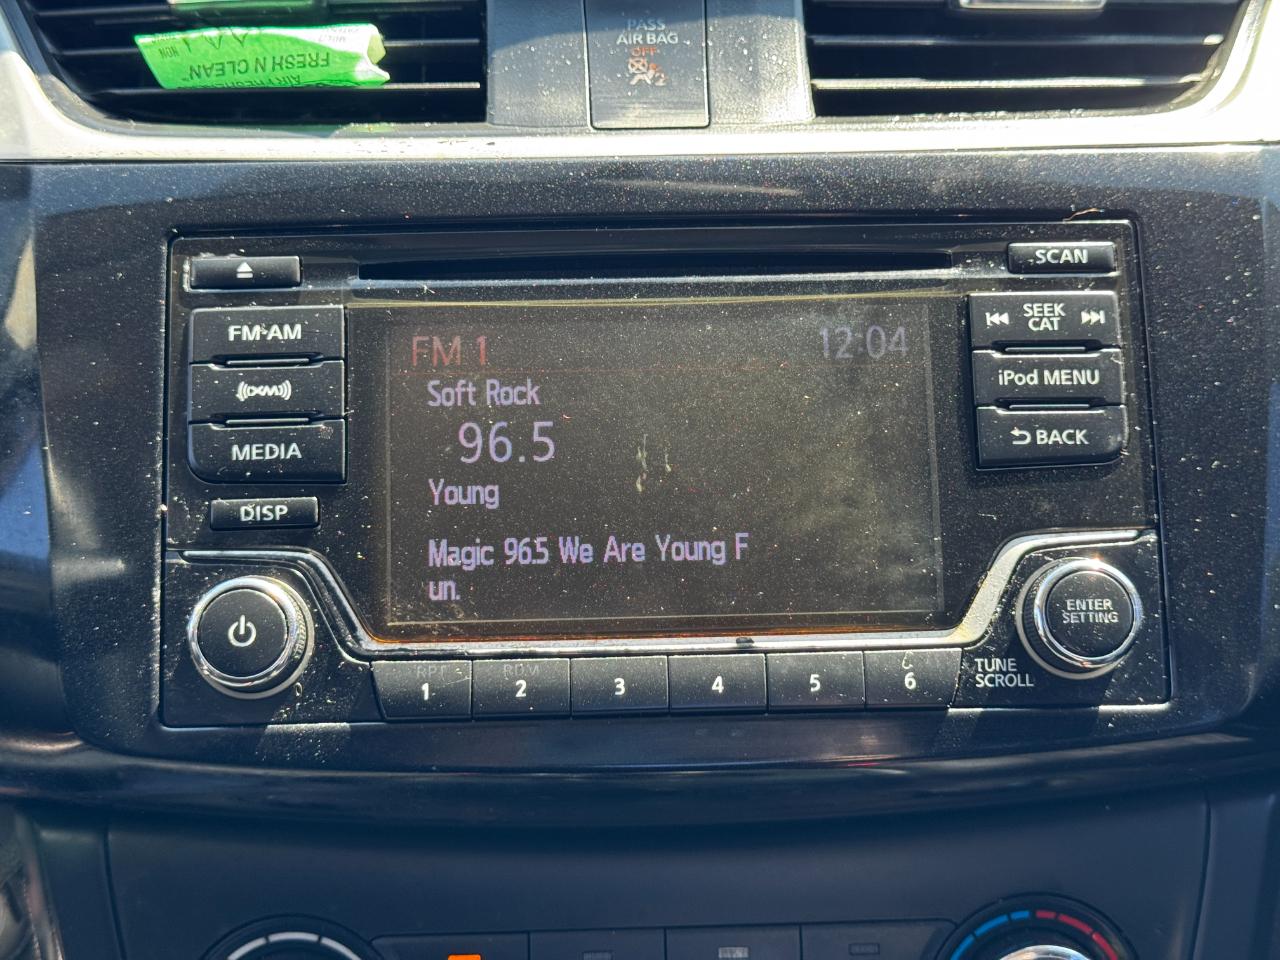 FRESH N CLEAN
PASS
AIR BAG
OFF
SCAN
FM·AM
((XM))
MEDIA
DISP
FM 1
12:04
Soft Rock
96.5
Young
Magic 96.5 We Are Young F
un.
SEEK
CAT
iPod MENU
BACK
ENTER
SETTING
TUNE
SCROLL
1 2 3 4 5 6